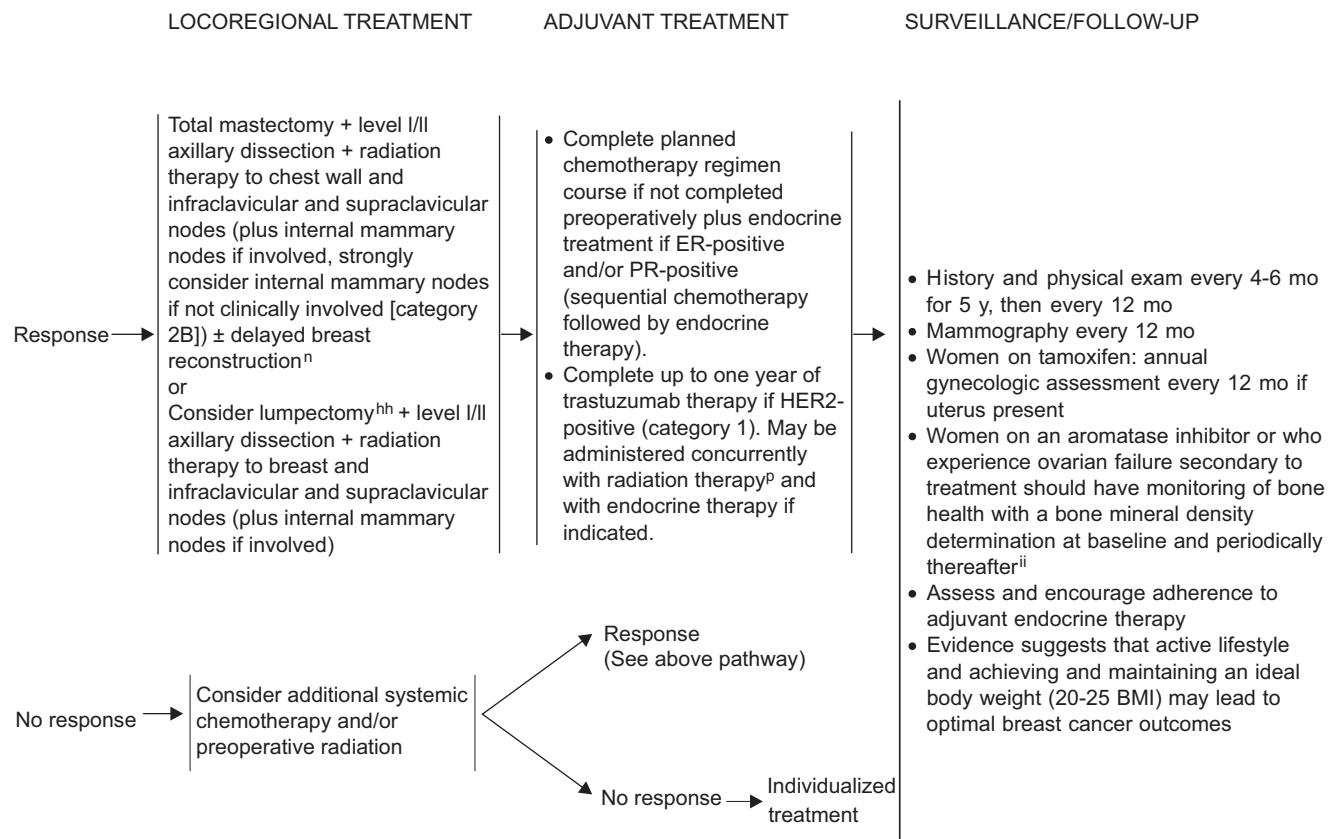 LOCOREGIONAL TREATMENT
ADJUVANT TREATMENT
SURVEILLANCE/FOLLOW-UP
Response
Total mastectomy + level I/II
axillary dissection + radiation
therapy to chest wall and
infraclavicular and supraclavicular
nodes (plus internal mammary
nodes if involved, strongly
consider internal mammary nodes
if not clinically involved [category
2B]) ± delayed breast
reconstructionⁿ
or
Consider lumpectomyʰʰ + level I/II
axillary dissection + radiation
therapy to breast and
infraclavicular and supraclavicular
nodes (plus internal mammary
nodes if involved)
• Complete planned
chemotherapy regimen
course if not completed
preoperatively plus endocrine
treatment if ER-positive
and/or PR-positive
(sequential chemotherapy
followed by endocrine
therapy).
• Complete up to one year of
trastuzumab therapy if HER2-
positive (category 1). May be
administered concurrently
with radiation therapyᵖ and
with endocrine therapy if
indicated.
• History and physical exam every 4-6 mo
for 5 y, then every 12 mo
• Mammography every 12 mo
• Women on tamoxifen: annual
gynecologic assessment every 12 mo if
uterus present
• Women on an aromatase inhibitor or who
experience ovarian failure secondary to
treatment should have monitoring of bone
health with a bone mineral density
determination at baseline and periodically
thereafterⁱⁱ
• Assess and encourage adherence to
adjuvant endocrine therapy
• Evidence suggests that active lifestyle
and achieving and maintaining an ideal
body weight (20-25 BMI) may lead to
optimal breast cancer outcomes
No response
Consider additional systemic
chemotherapy and/or
preoperative radiation
Response
(See above pathway)
No response
Individualized
treatment